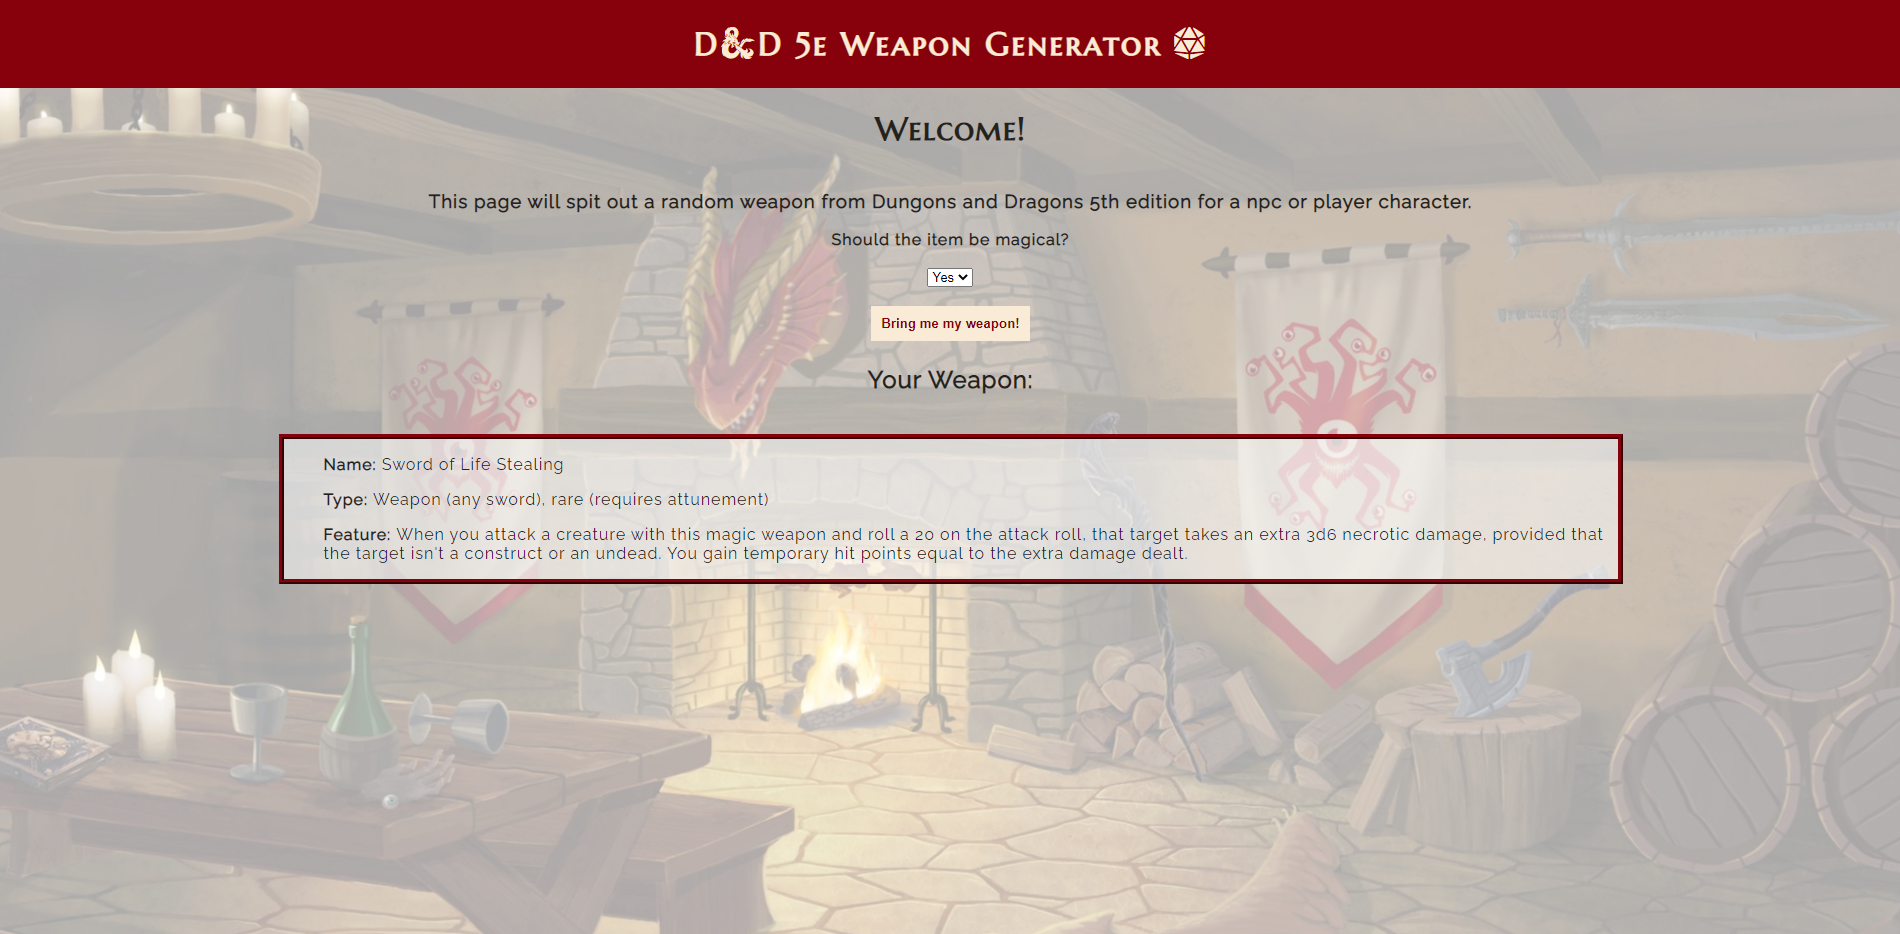 D&D 5e Weapon Generator
Welcome!
This page will spit out a random weapon from Dungons and Dragons 5th edition for a npc or player character.
Should the item be magical?
Yes
Bring me my weapon!
Your Weapon:
Name: Sword of Life Stealing
Type: Weapon (any sword), rare (requires attunement)
Feature: When you attack a creature with this magic weapon and roll a 20 on the attack roll, that target takes an extra 3d6 necrotic damage, provided that
the target isn't a construct or an undead. You gain temporary hit points equal to the extra damage dealt.